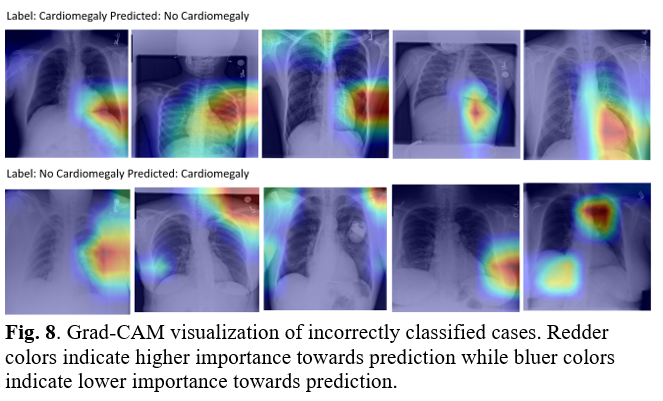 Label: Cardiomegaly Predicted: No Cardiomegaly
Label: No Cardiomegaly Predicted: Cardiomegaly
Fig. 8. Grad-CAM visualization of incorrectly classified cases. Redder
colors indicate higher importance towards prediction while bluer colors
indicate lower importance towards prediction.